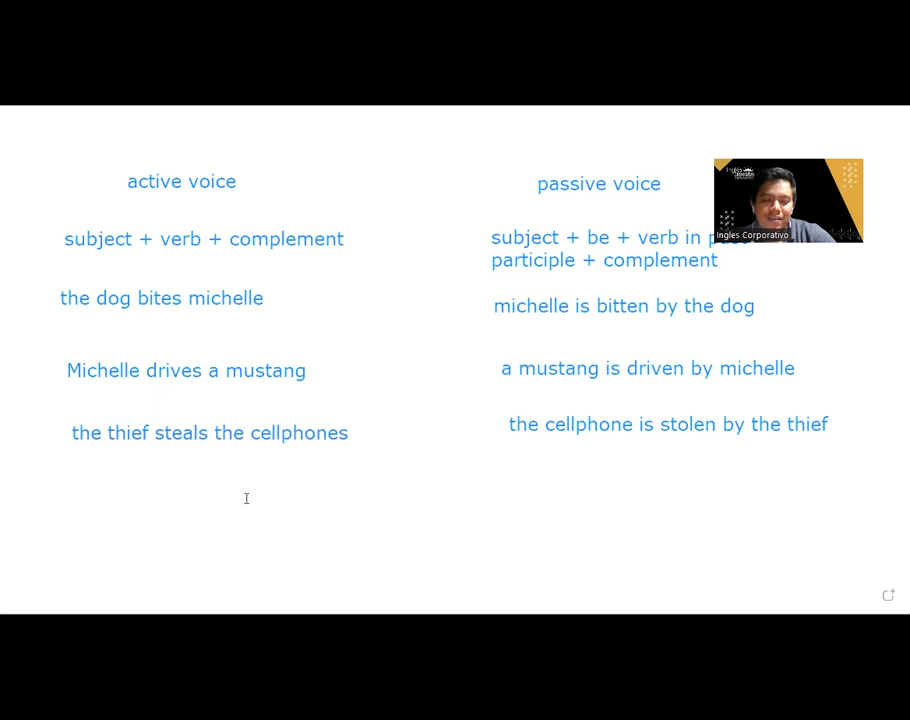 active voice
passive voice
subject + verb + complement
subject + be + verb in
participle + complement
the dog bites michelle
michelle is bitten by the dog
Michelle drives a mustang
a mustang is driven by michelle
the thief steals the cellphones
the cellphone is stolen by the thief
Inglés
Ingles Corporativo